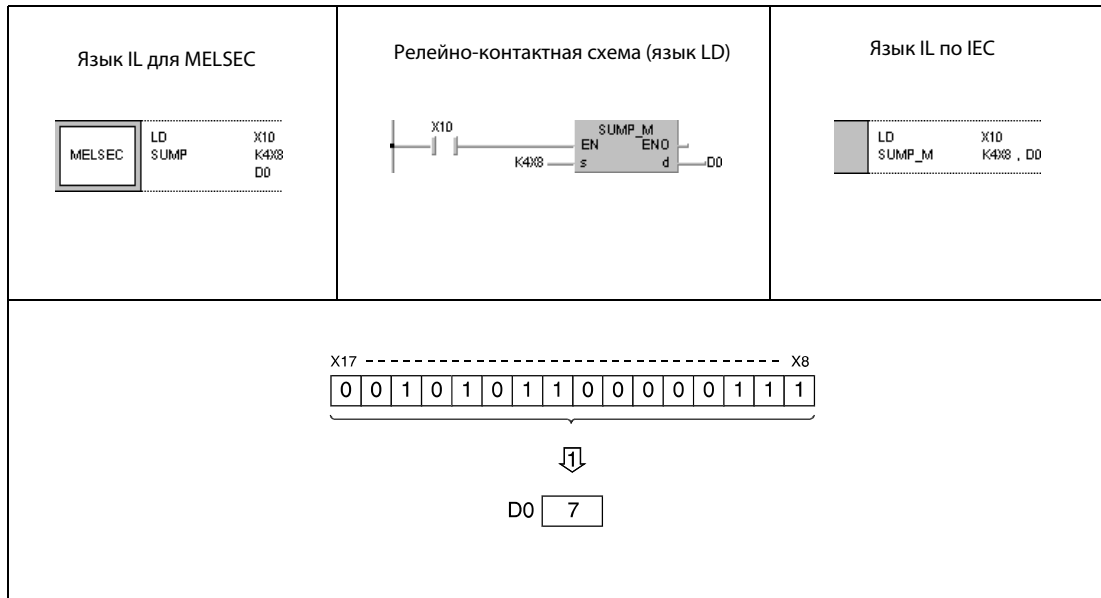 Язык IL для MELSEC
MELSEC
LD X10
SUMP K4X8
D0
Релейно-контактная схема (язык LD)
X10
SUMP_M
EN ENO
K4X8 s d D0
Язык IL по IEC
LD X10
SUMP_M K4X8 , D0
X17 X8
0 0 1 0 1 0 1 1 0 0 0 0 0 1 1 1
1
D0 7